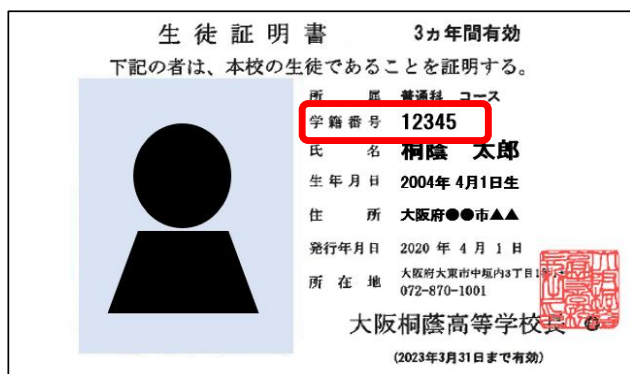 生徒証明書 3ヵ年間有効
下記の者は、本校の生徒であることを証明する。
所属 普通科 コース
学籍番号 12345
氏名 桐蔭 太郎
生年月日 2004年4月1日生
住所 大阪府●●市▲▲
発行年月日 2020年4月1日
所在地 大阪府大東市中垣内3丁目1番1号
072-870-1001
大阪桐蔭高等学校長
(2023年3月31日まで有効)